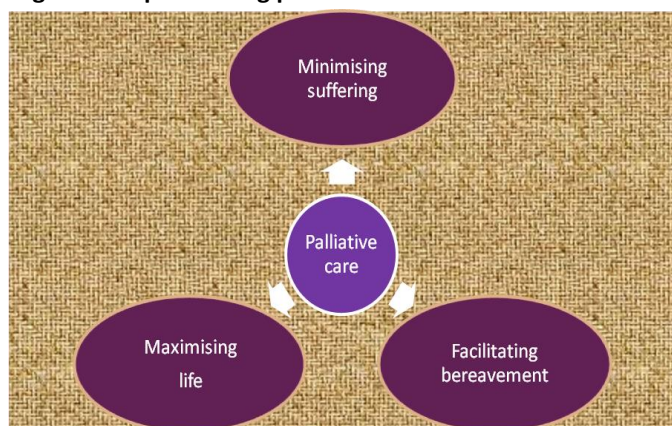 Minimising
suffering
Palliative
care
Maximising
life
Facilitating
bereavement